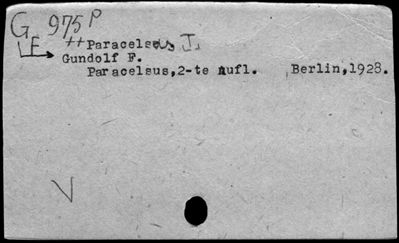 G 975 P
E
++Paracelsus J.
Gundolf F.
Paracelsus,2-te Aufl. Berlin,1928.
V